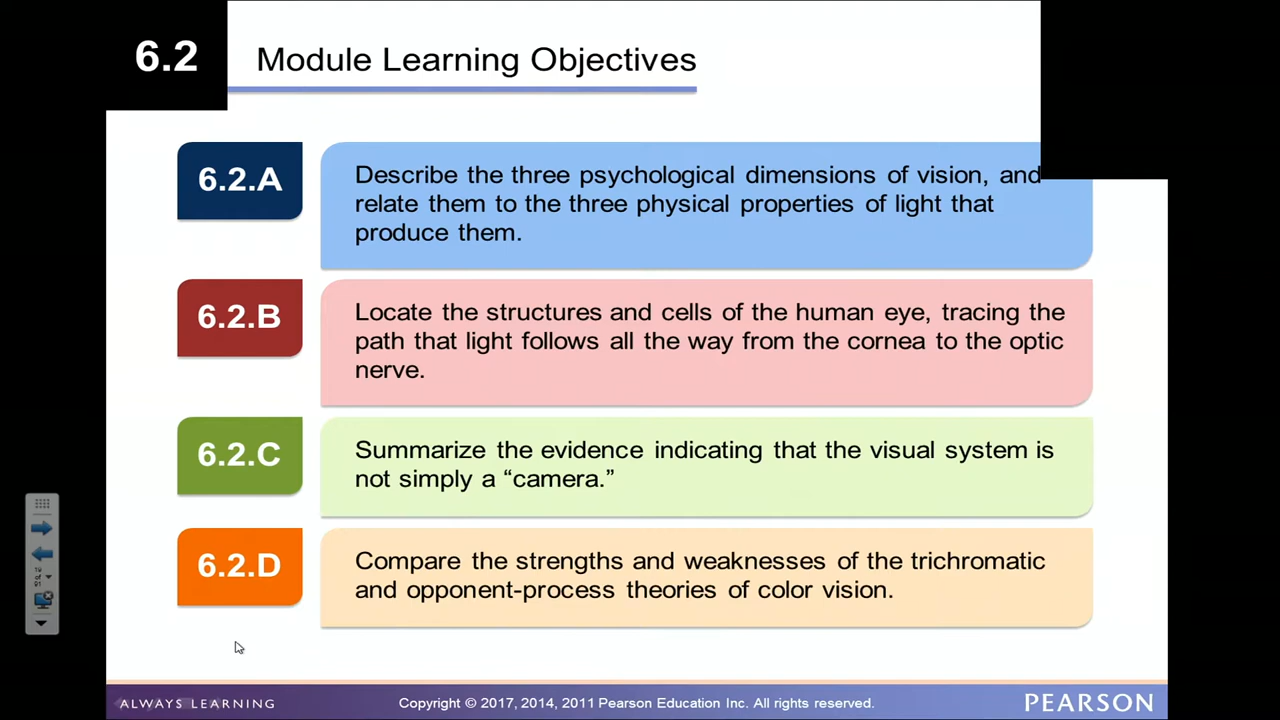 6.2
Module Learning Objectives
6.2.A
Describe the three psychological dimensions of vision, and
relate them to the three physical properties of light that
produce them.
6.2.B
Locate the structures and cells of the human eye, tracing the
path that light follows all the way from the cornea to the optic
nerve.
6.2.C
Summarize the evidence indicating that the visual system is
not simply a “camera.”
6.2.D
Compare the strengths and weaknesses of the trichromatic
and opponent-process theories of color vision.
19
of
91
ALWAYS LEARNING
Copyright © 2017, 2014, 2011 Pearson Education Inc. All rights reserved.
PEARSON